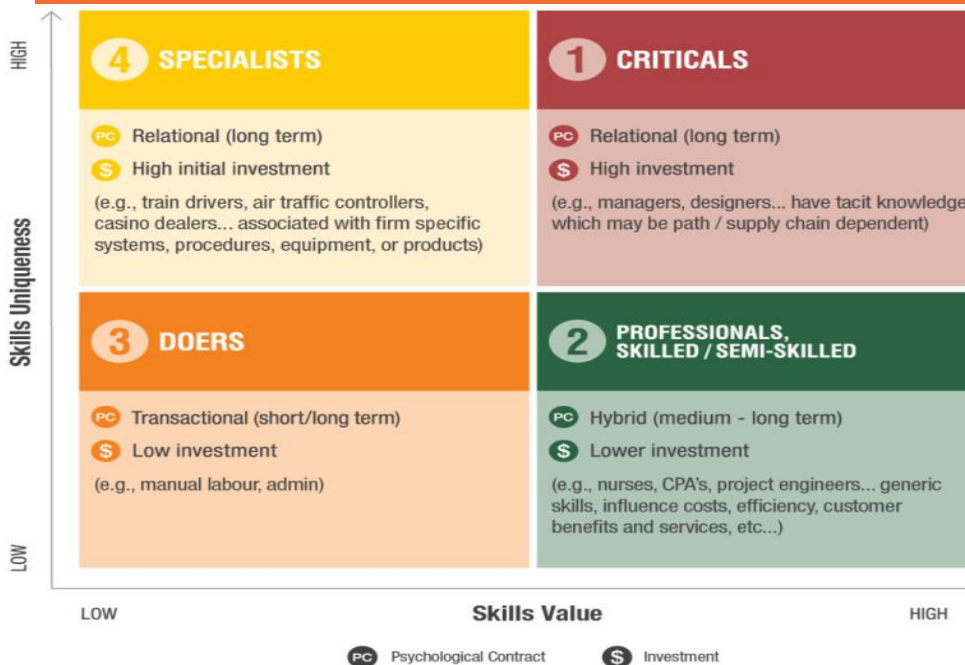 HIGH
Skills Uniqueness
LOW
4 SPECIALISTS
PC Relational (long term)
$ High initial investment
(e.g., train drivers, air traffic controllers,
casino dealers... associated with firm specific
systems, procedures, equipment, or products)
1 CRITICALS
PC Relational (long term)
$ High investment
(e.g., managers, designers... have tacit knowledge
which may be path / supply chain dependent)
3 DOERS
PC Transactional (short/long term)
$ Low investment
(e.g., manual labour, admin)
2 PROFESSIONALS,
SKILLED / SEMI-SKILLED
PC Hybrid (medium - long term)
$ Lower investment
(e.g., nurses, CPA's, project engineers... generic
skills, influence costs, efficiency, customer
benefits and services, etc...)
LOW
Skills Value
HIGH
PC Psychological Contract
$ Investment